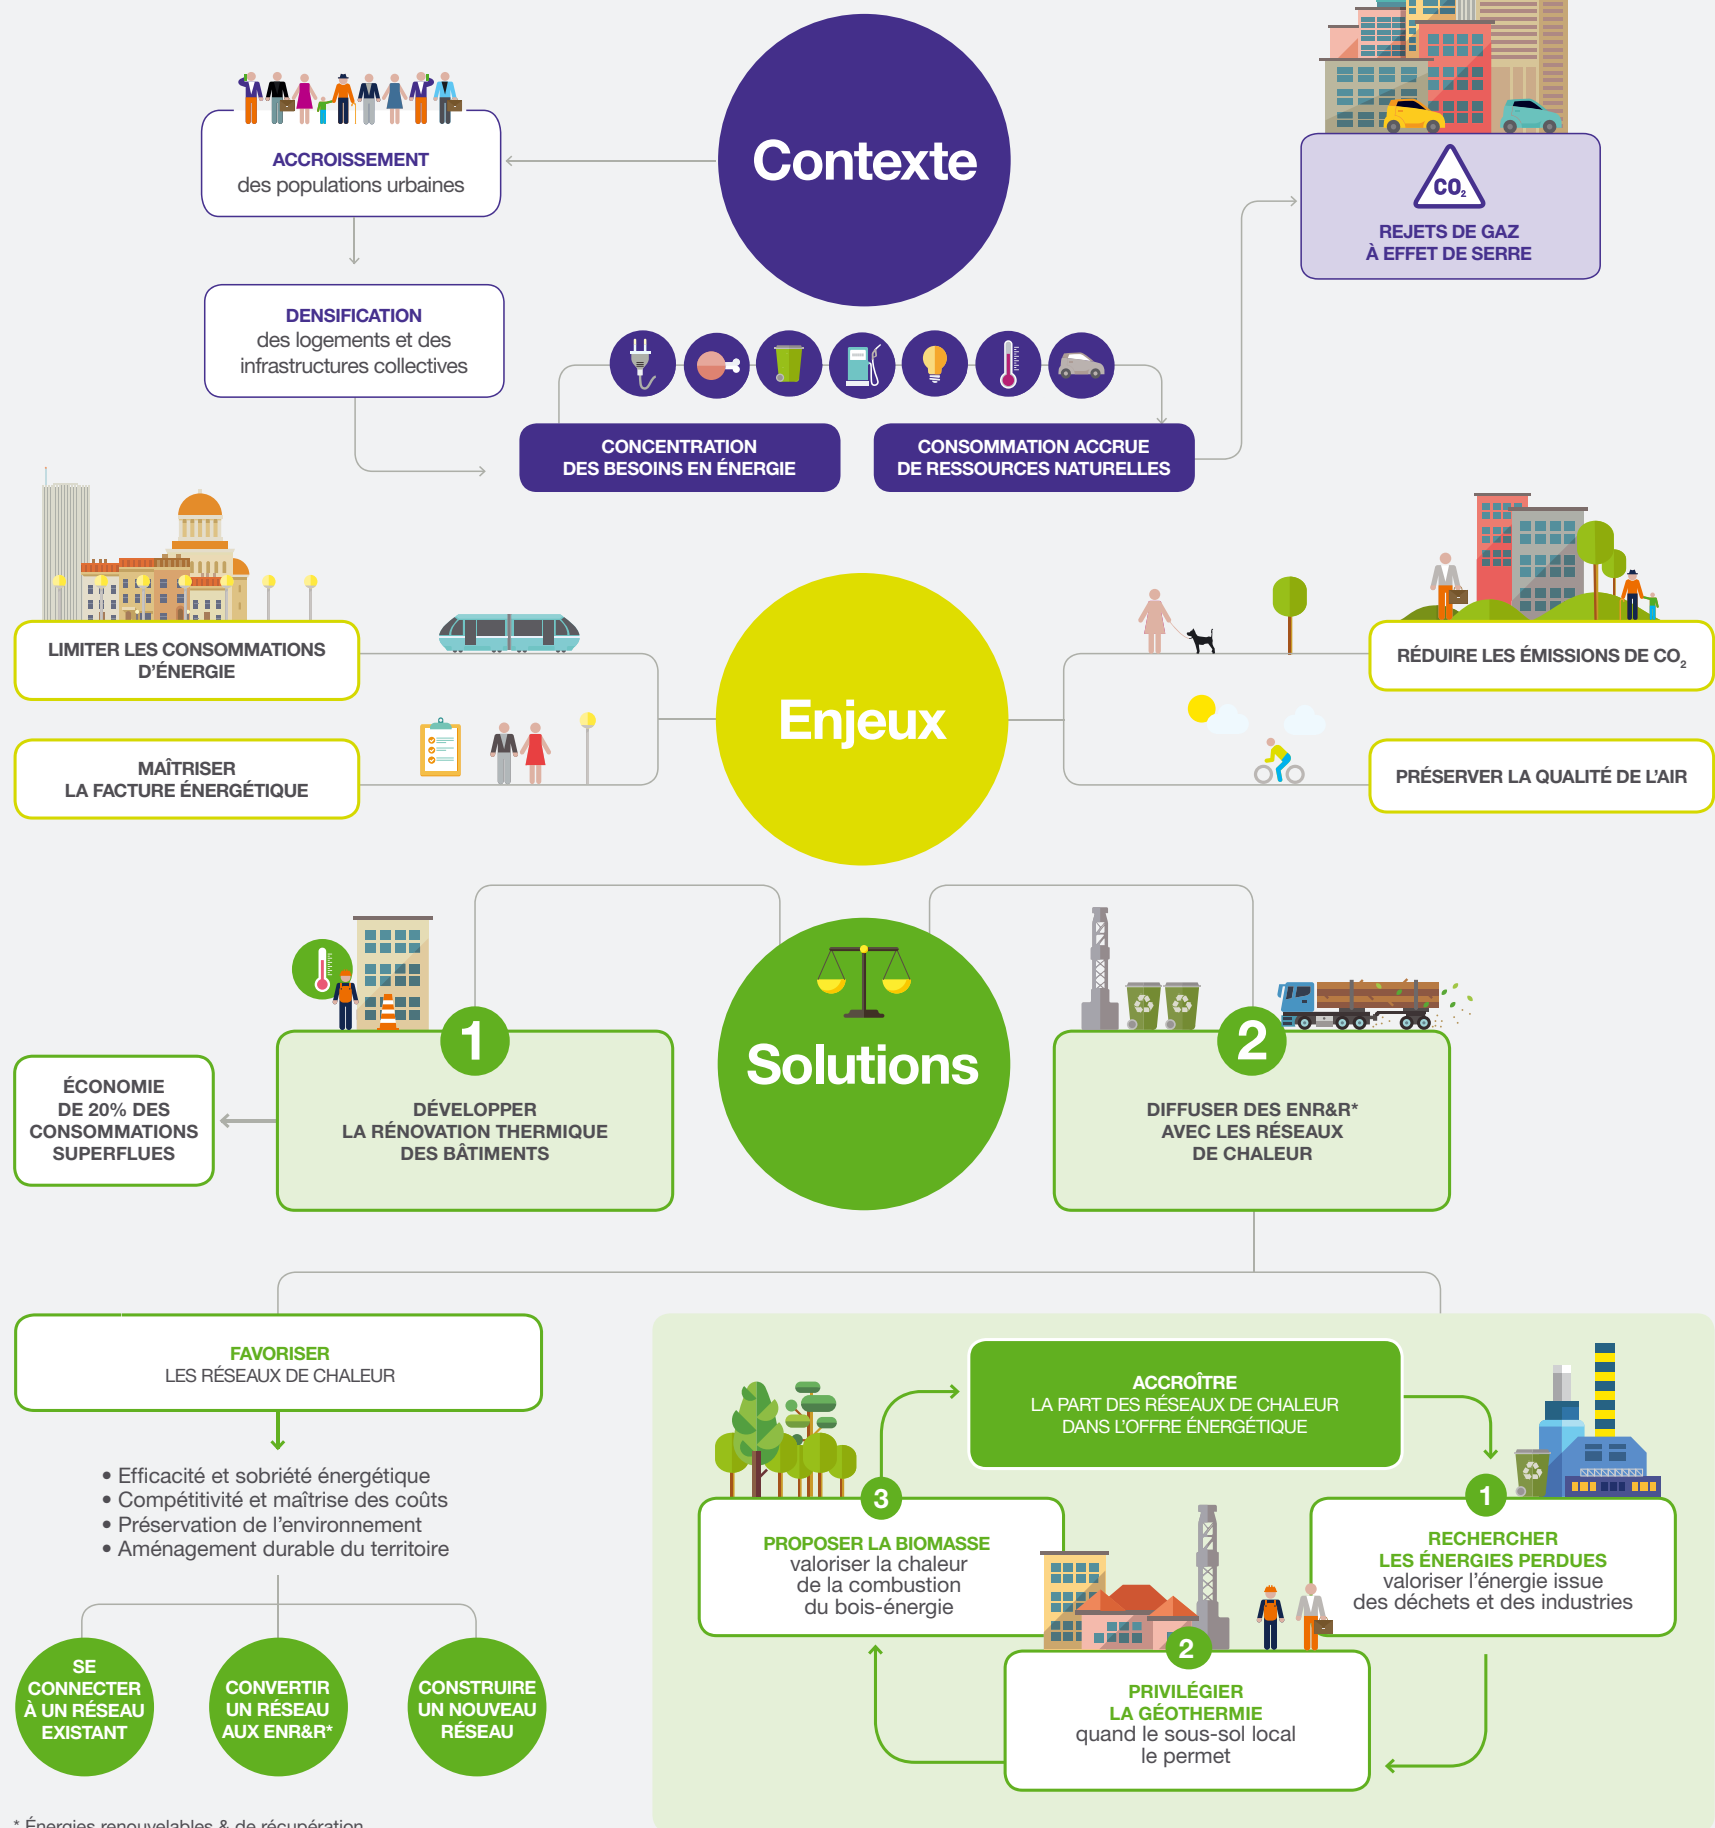 Contexte
ACCROISSEMENT
des populations urbaines
DENSIFICATION
des logements et des
infrastructures collectives
CONCENTRATION
DES BESOINS EN ÉNERGIE
CONSOMMATION ACCRUE
DE RESSOURCES NATURELLES
CO₂
REJETS DE GAZ
À EFFET DE SERRE
Enjeux
LIMITER LES CONSOMMATIONS
D'ÉNERGIE
MAÎTRISER
LA FACTURE ÉNERGÉTIQUE
RÉDUIRE LES ÉMISSIONS DE CO₂
PRÉSERVER LA QUALITÉ DE L'AIR
Solutions
1
DÉVELOPPER
LA RÉNOVATION THERMIQUE
DES BÂTIMENTS
ÉCONOMIE
DE 20% DES
CONSOMMATIONS
SUPERFLUES
2
DIFFUSER DES ENR&R*
AVEC LES RÉSEAUX
DE CHALEUR
FAVORISER
LES RÉSEAUX DE CHALEUR
• Efficacité et sobriété énergétique
• Compétitivité et maîtrise des coûts
• Préservation de l'environnement
• Aménagement durable du territoire
SE
CONNECTER
À UN RÉSEAU
EXISTANT
CONVERTIR
UN RÉSEAU
AUX ENR&R*
CONSTRUIRE
UN NOUVEAU
RÉSEAU
ACCROÎTRE
LA PART DES RÉSEAUX DE CHALEUR
DANS L'OFFRE ÉNERGÉTIQUE
1
RECHERCHER
LES ÉNERGIES PERDUES
valoriser l'énergie issue
des déchets et des industries
2
PRIVILÉGIER
LA GÉOTHERMIE
quand le sous-sol local
le permet
3
PROPOSER LA BIOMASSE
valoriser la chaleur
de la combustion
du bois-énergie
* Énergies renouvelables & de récupération